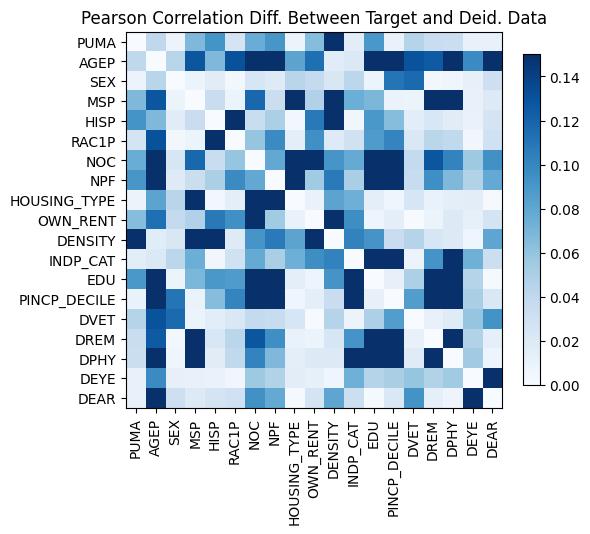 Pearson Correlation Diff. Between Target and Deid. Data
PUMA
AGEP
SEX
MSP
HISP
RAC1P
NOC
NPF
HOUSING_TYPE
OWN_RENT
DENSITY
INDP_CAT
EDU
PINCP_DECILE
DVET
DREM
DPHY
DEYE
DEAR
0.14
0.12
0.10
0.08
0.06
0.04
0.02
0.00
PUMA
AGEP
SEX
MSP
HISP
RAC1P
NOC
NPF
HOUSING_TYPE
OWN_RENT
DENSITY
INDP_CAT
EDU
PINCP_DECILE
DVET
DREM
DPHY
DEYE
DEAR